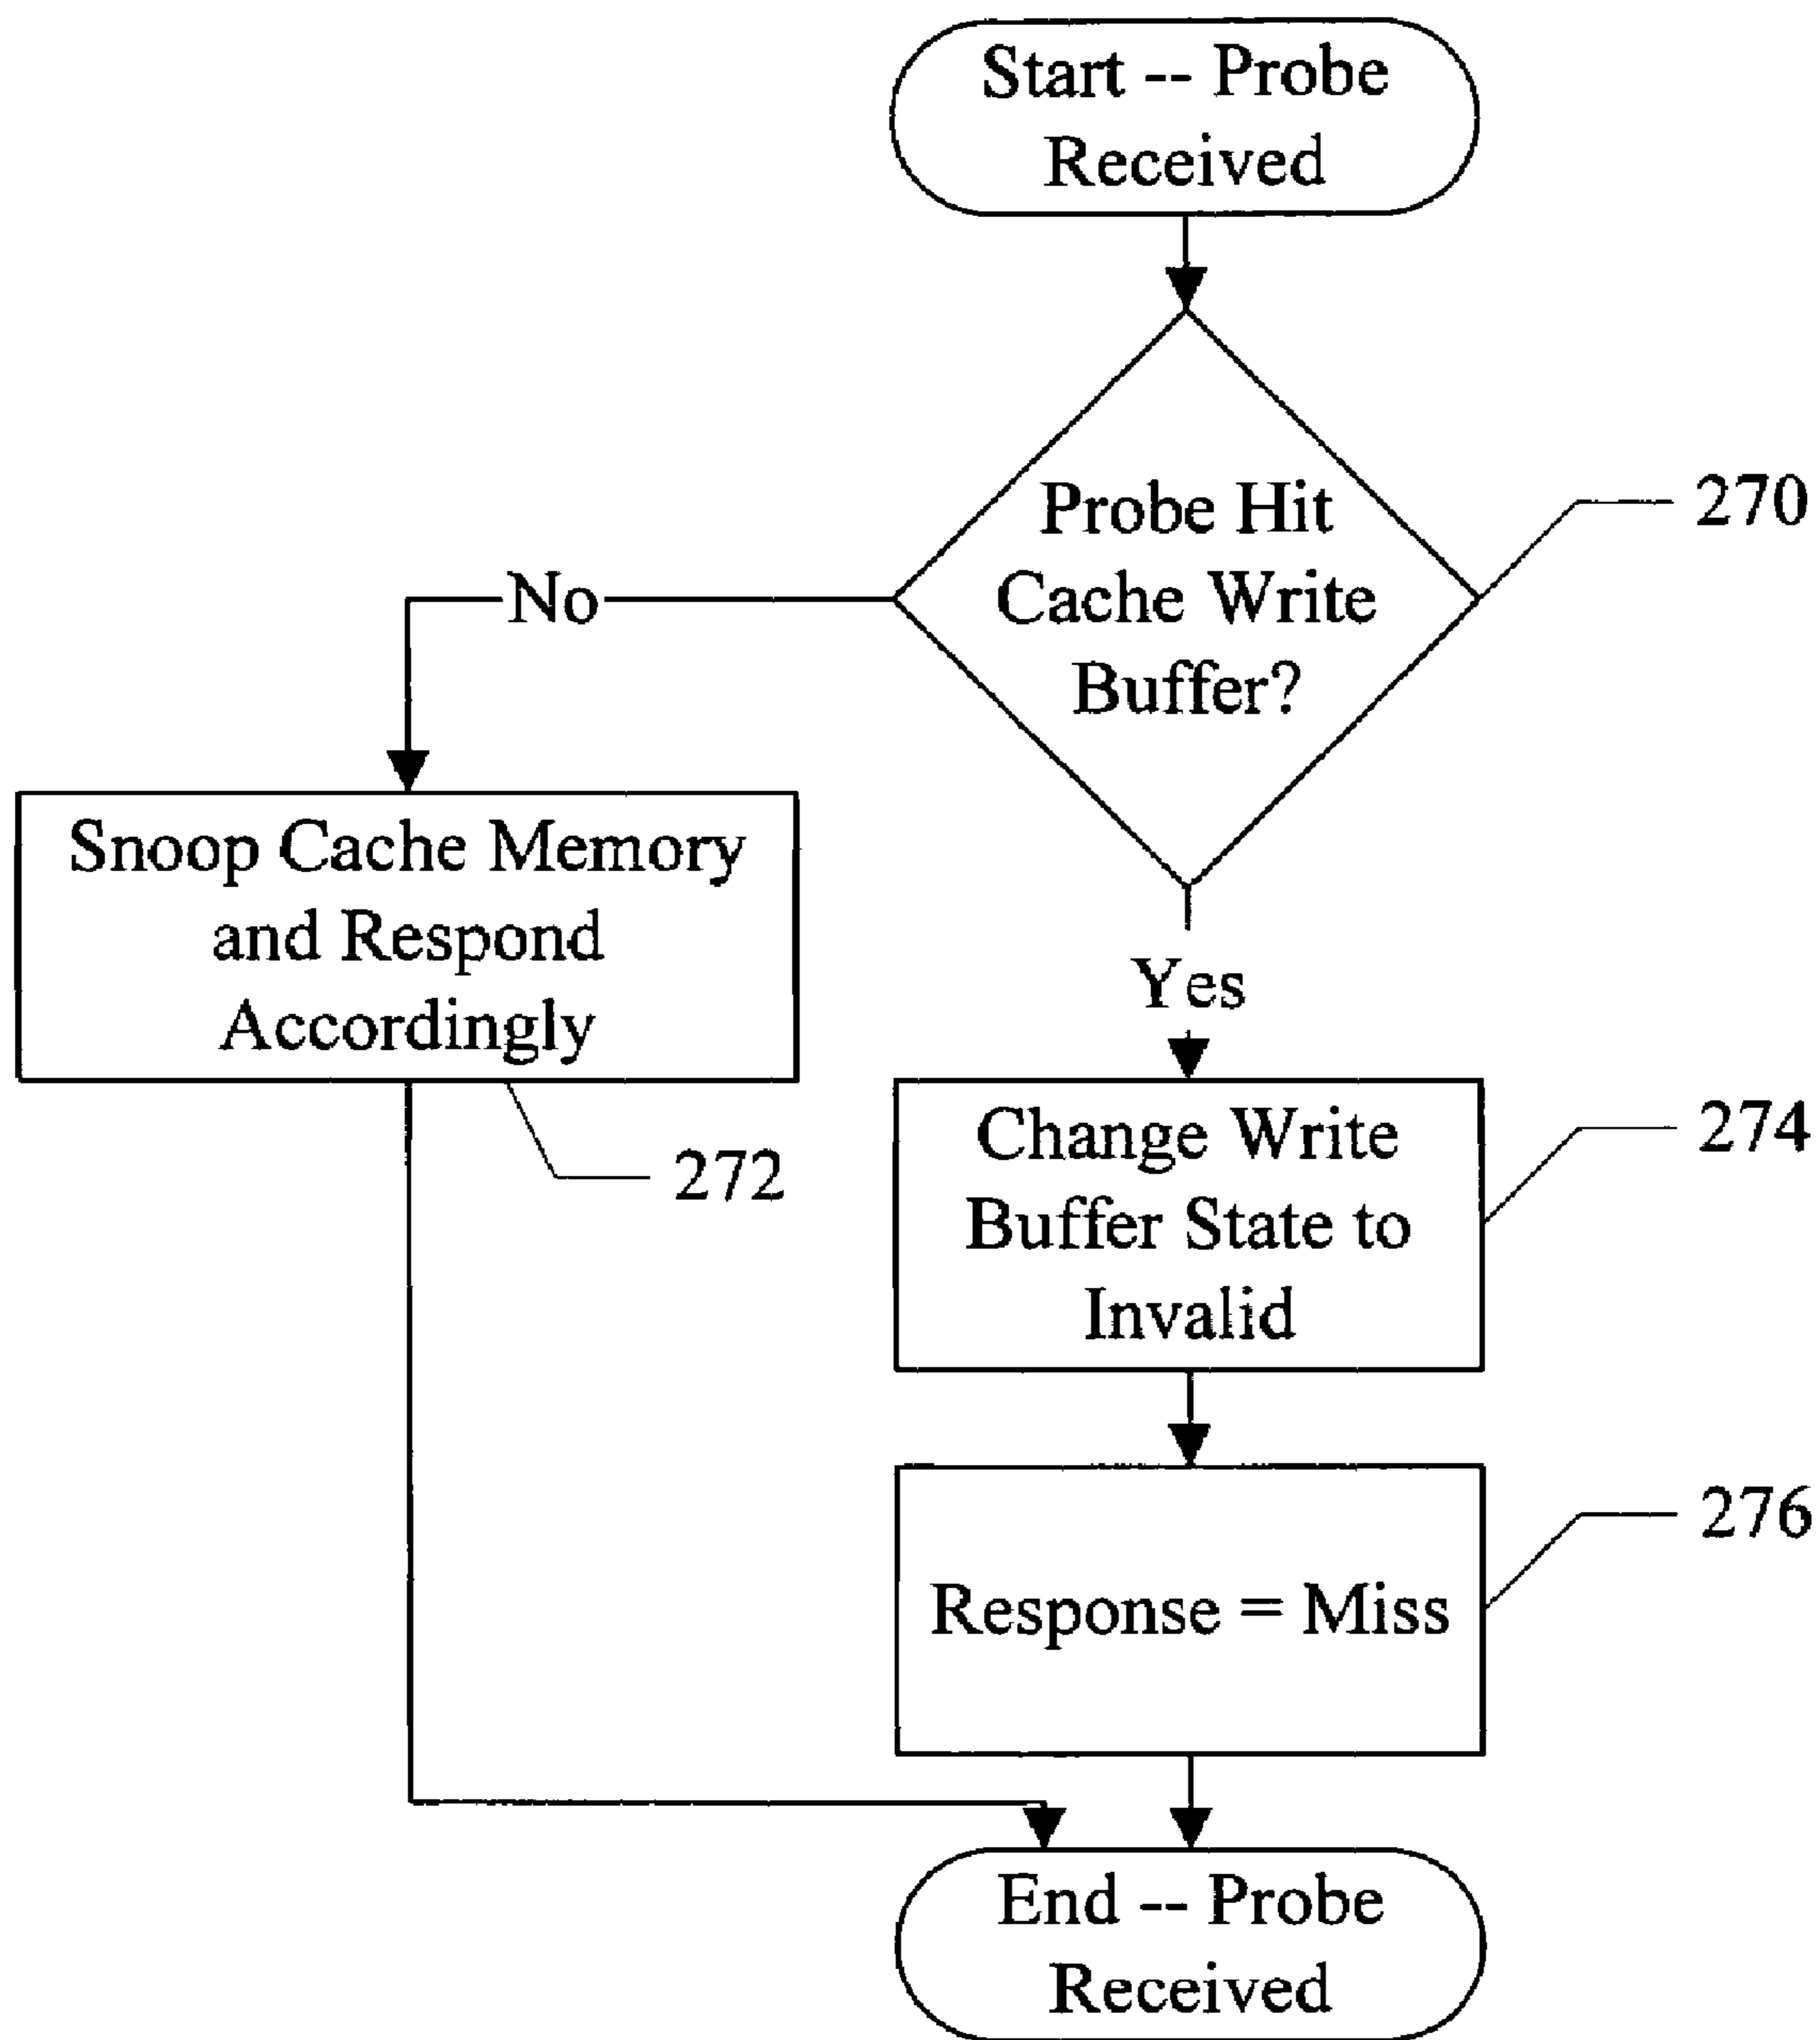 Start -- Probe
Received
Probe Hit
Cache Write
Buffer?
270
No
Snoop Cache Memory
and Respond
Accordingly
272
Yes
Change Write
Buffer State to
Invalid
274
Response = Miss
276
End -- Probe
Received